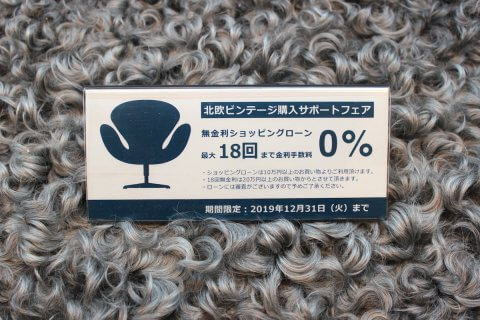 北欧ビンテージ購入サポートフェア
無金利ショッピングローン
最大 18回 まで金利手数料 0%
・ショッピングローンは10万円以上のお買い物よりご利用頂けます。
・18回無金利は20万円以上のお買い物からとさせて頂きます。
・ローンには審査がございますので予めご了承ください。
期間限定：2019年12月31日（火）まで